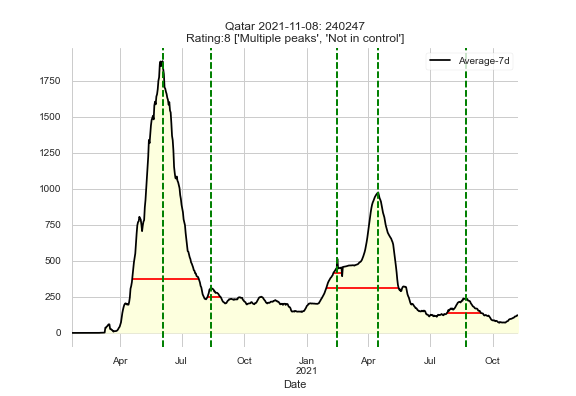 Qatar 2021-11-08: 240247
Rating:8 ['Multiple peaks', 'Not in control']
Average-7d
1750
1500
1250
1000
750
500
250
0
Apr Jul Oct Jan Apr Jul Oct
2021
Date